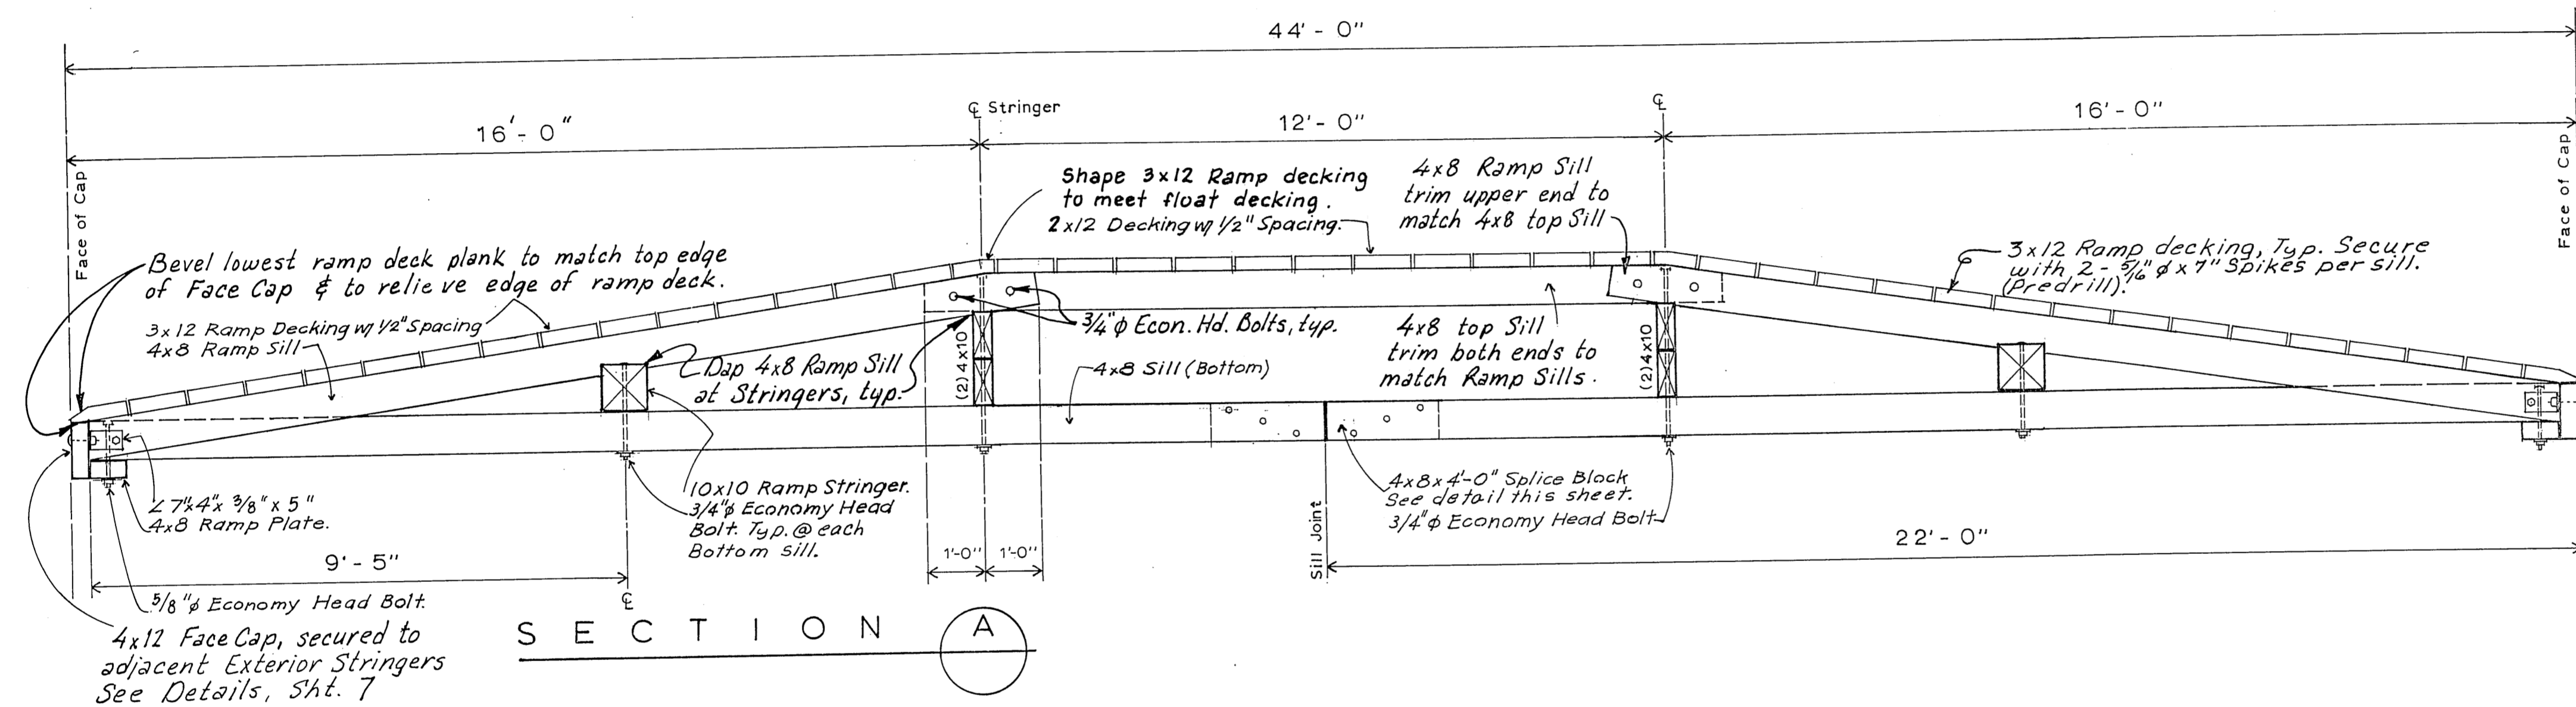 44'- 0"
16'- 0"
℄ Stringer
12'- 0"
℄
16'- 0"
Face of Cap
Face of Cap
Shape 3x12 Ramp decking
to meet float decking.
2x12 Decking w/ 1/2" Spacing.
4x8 Ramp Sill
trim upper end to
match 4x8 top Sill
Bevel lowest ramp deck plank to match top edge
of Face Cap & to relieve edge of ramp deck.
3x12 Ramp decking, Typ. Secure
with 2 - 5/16" φ x 7" Spikes per sill.
(Predrill).
3x12 Ramp Decking w/ 1/2" Spacing
4x8 Ramp Sill
3/4" φ Econ. Hd. Bolts, typ.
Dap 4x8 Ramp Sill
at Stringers, typ.
(2) 4x10
4x8 Sill (Bottom)
4x8 top Sill
trim both ends to
match Ramp Sills.
(2) 4x10
∠ 7"x4"x 3/8" x 5"
4x8 Ramp Plate.
10x10 Ramp Stringer.
3/4" φ Economy Head
Bolt. Typ. @ each
Bottom sill.
4x8x4'-0" Splice Block
See detail this sheet.
3/4" φ Economy Head Bolt
Sill Joint
22'- 0"
9'- 5"
1'-0" 1'-0"
℄
5/8" φ Economy Head Bolt.
4x12 Face Cap, secured to
adjacent Exterior Stringers
See Details, Sht. 7
SECTION A